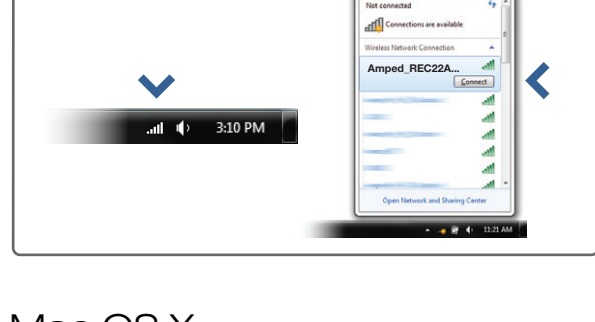 Not connected
Connections are available
Wireless Network Connection
Amped_REC22A...
Connect
3:10 PM
Open Network and Sharing Center
11:21 AM
Mac OS X